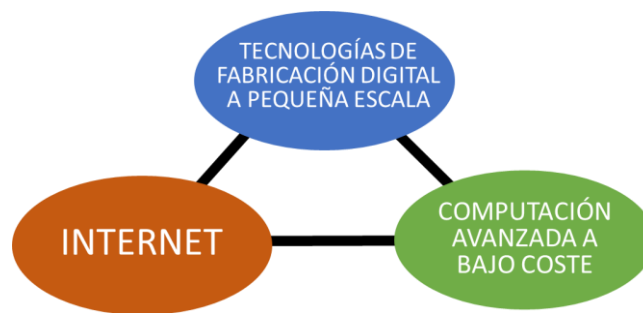 TECNOLOGÍAS DE
FABRICACIÓN DIGITAL
A PEQUEÑA ESCALA
INTERNET
COMPUTACIÓN
AVANZADA A
BAJO COSTE